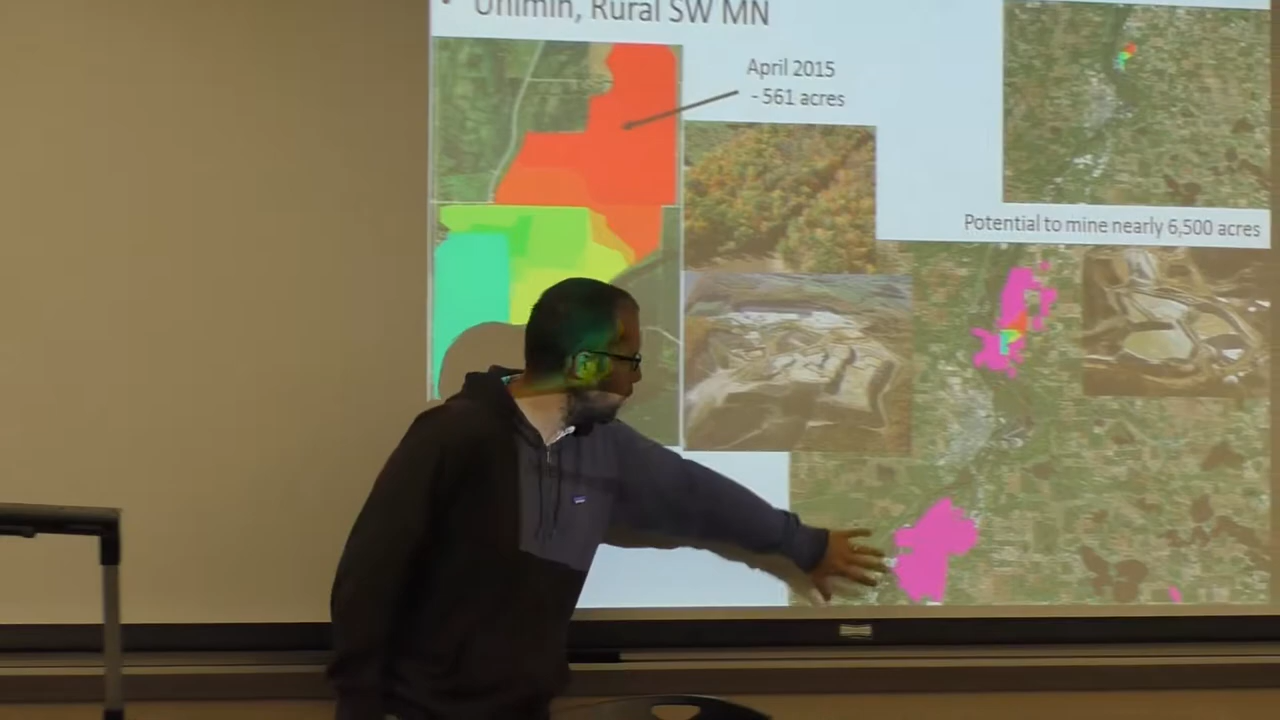 Unimin, Rural SW MN
April 2015
- 561 acres
Potential to mine nearly 6,500 acres